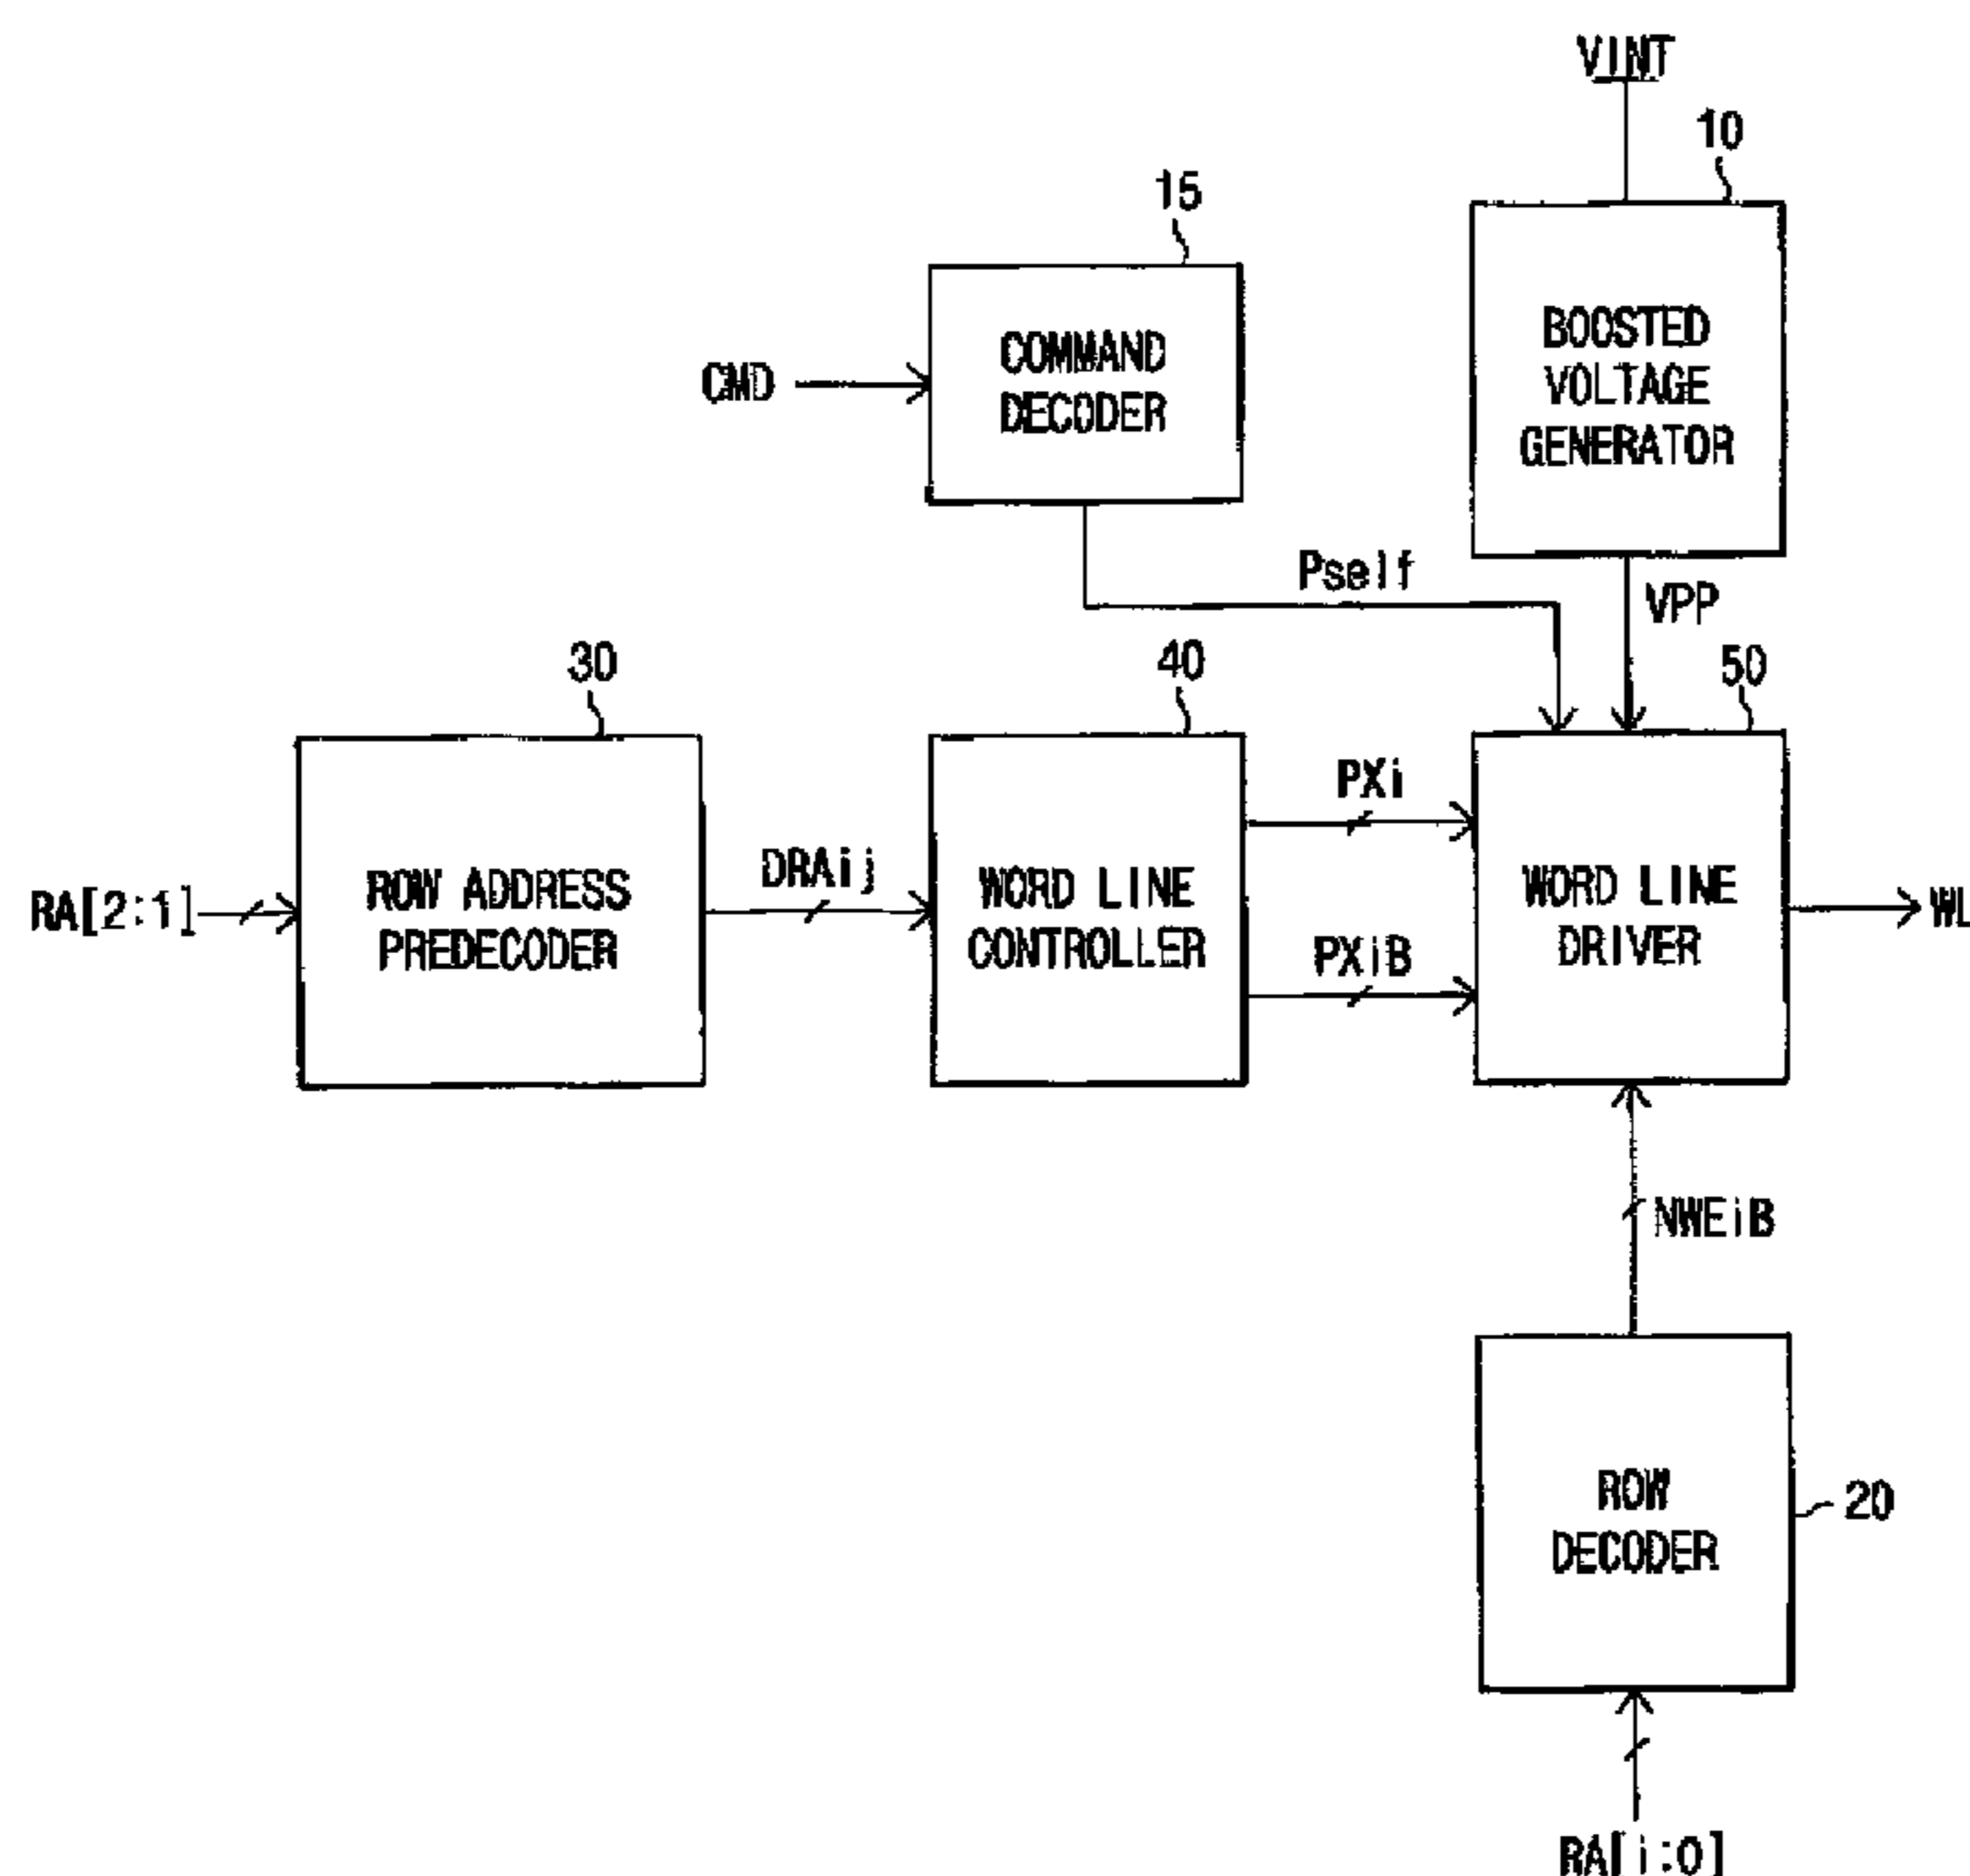 VINT
10
15
BOOSTED
VOLTAGE
GENERATOR
COMMAND
DECODER
CMD
Pself
VPP
30
40
50
PXi
ROW ADDRESS
PREDECODER
RA[2:1]
DRAij
WORD LINE
CONTROLLER
WORD LINE
DRIVER
WL
PXiB
NWEiB
ROW
DECODER
20
RA[i:0]